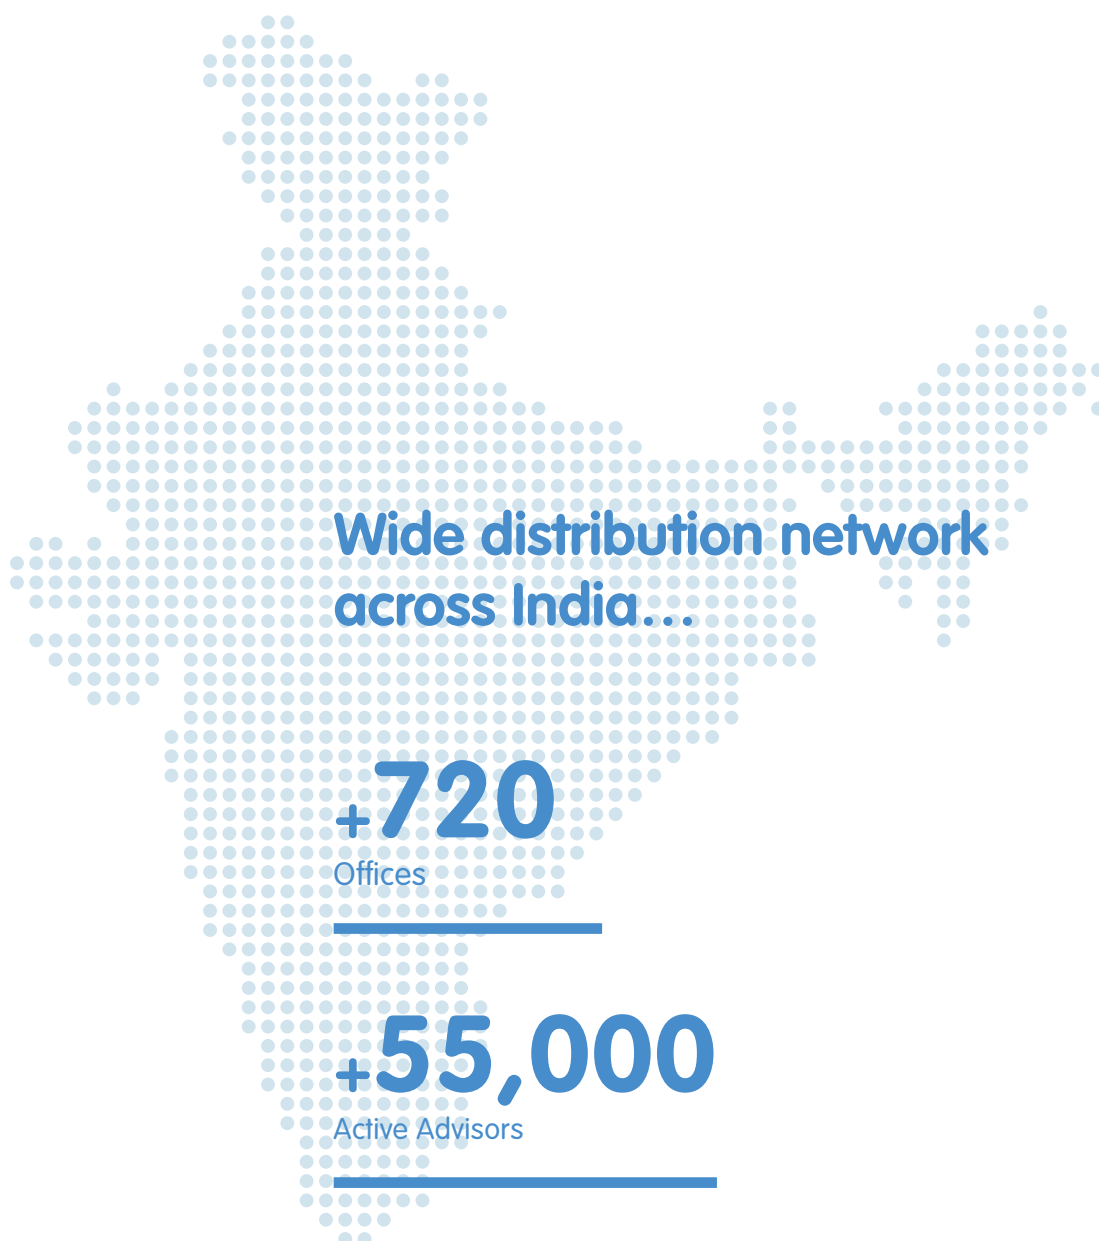 Wide distribution network
across India...
+720
Offices
+55,000
Active Advisors